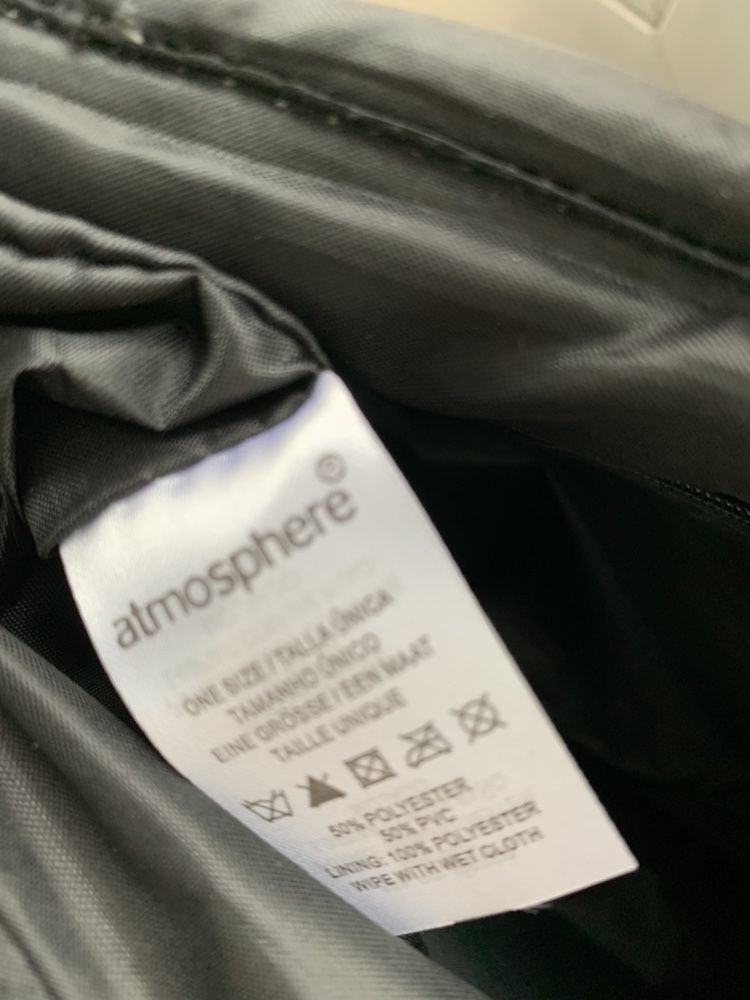 atmosphere®
ONE SIZE / TALLA ÚNICA
TAMANHO ÚNICO
EINE GRÖSSE / EEN MAAT
TAILLE UNIQUE
50% POLYESTER
50% PVC
LINING: 100% POLYESTER
WIPE WITH WET CLOTH